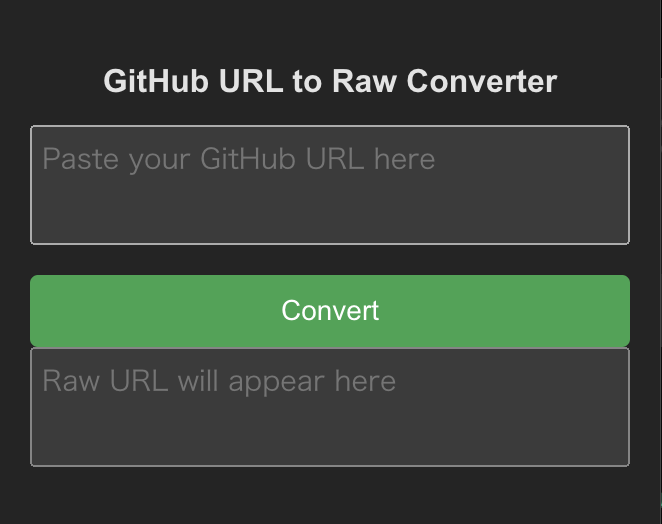 GitHub URL to Raw Converter
Paste your GitHub URL here
Convert
Raw URL will appear here